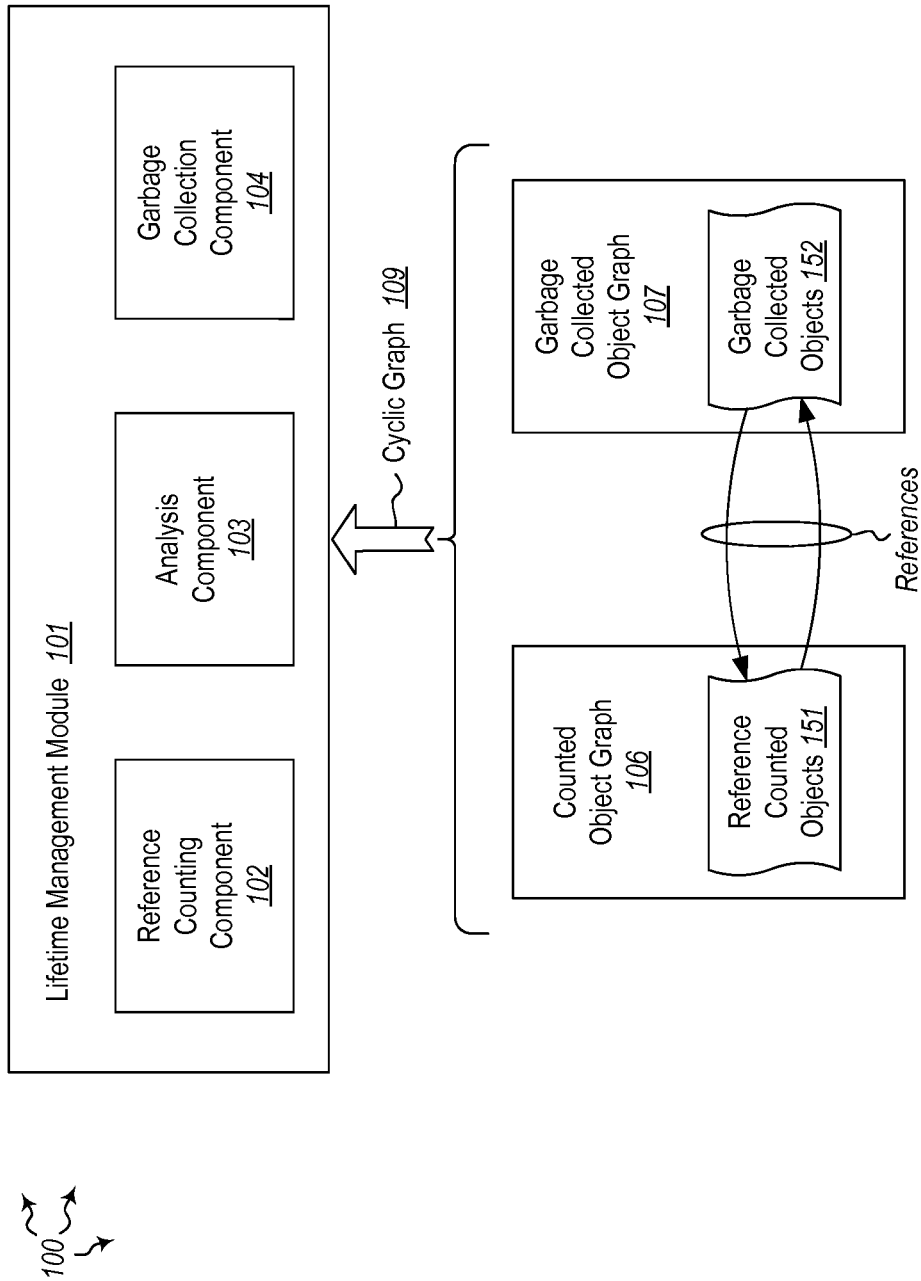 100
Lifetime Management Module 101
Reference
Counting
Component
102
Analysis
Component
103
Garbage
Collection
Component
104
Cyclic Graph 109
Counted
Object Graph
106
Reference
Counted
Objects 151
Garbage Collected
Object Graph
107
Garbage
Collected
Objects 152
References